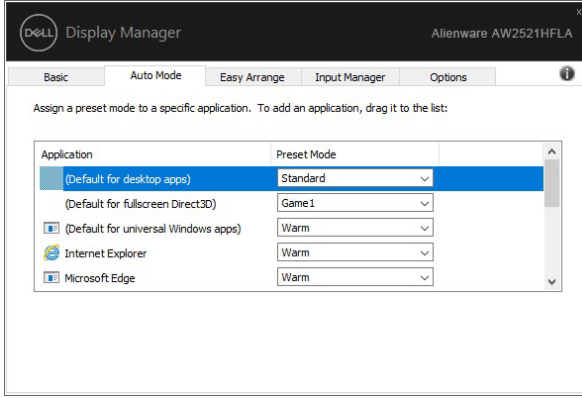 DELL Display Manager Alienware AW2521HFLA
Basic Auto Mode Easy Arrange Input Manager Options
Assign a preset mode to a specific application. To add an application, drag it to the list:
Application Preset Mode
(Default for desktop apps) Standard
(Default for fullscreen Direct3D) Game1
(Default for universal Windows apps) Warm
Internet Explorer Warm
Microsoft Edge Warm